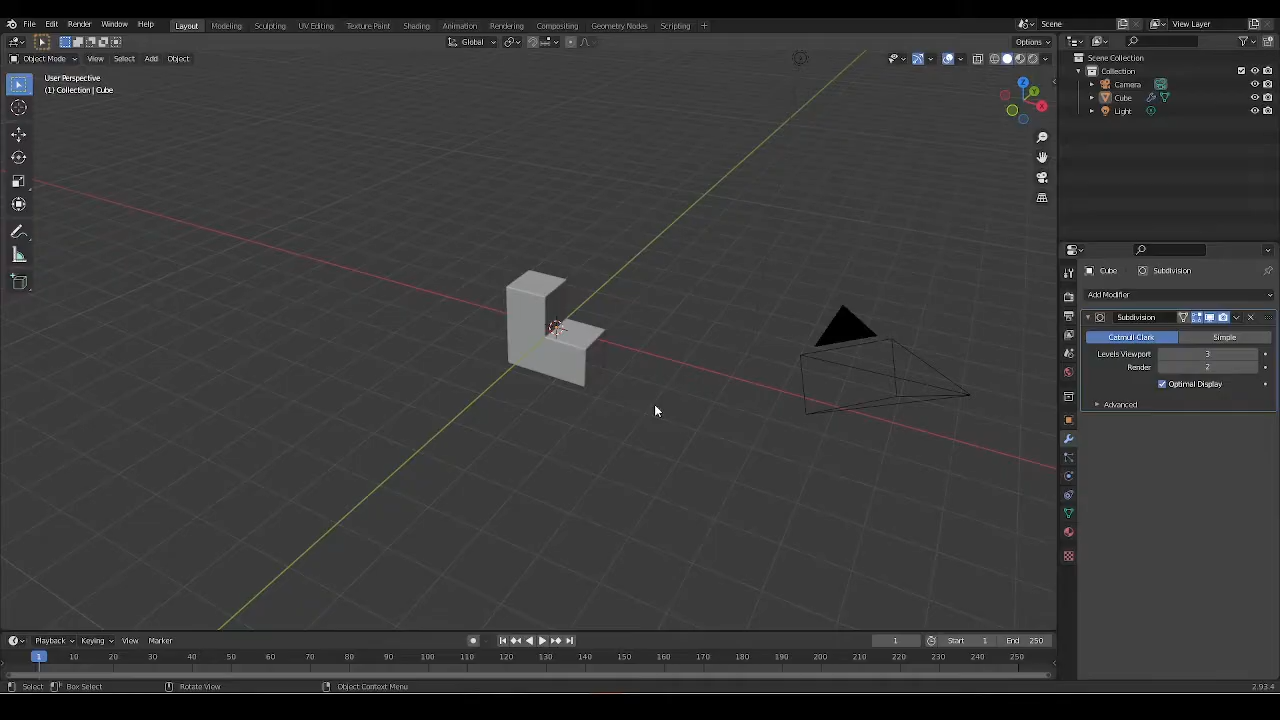 File Edit Render Window Help Layout Modeling Sculpting UV Editing Texture Paint Shading Animation Rendering Compositing Geometry Nodes Scripting + Scene View Layer
Global Options
Object Mode View Select Add Object
User Perspective
(1) Collection | Cube
Scene Collection
Collection
Camera
Cube
Light
Z
Y
X
Cube Subdivision
Add Modifier
Subdivision
Catmull-Clark Simple
Levels Viewport 3
Render 2
Optimal Display
Advanced
Playback Keying View Marker 1 Start 1 End 250
1 10 20 30 40 50 60 70 80 90 100 110 120 130 140 150 160 170 180 190 200 210 220 230 240 250
Select Box Select Rotate View Object Context Menu 2.93.4